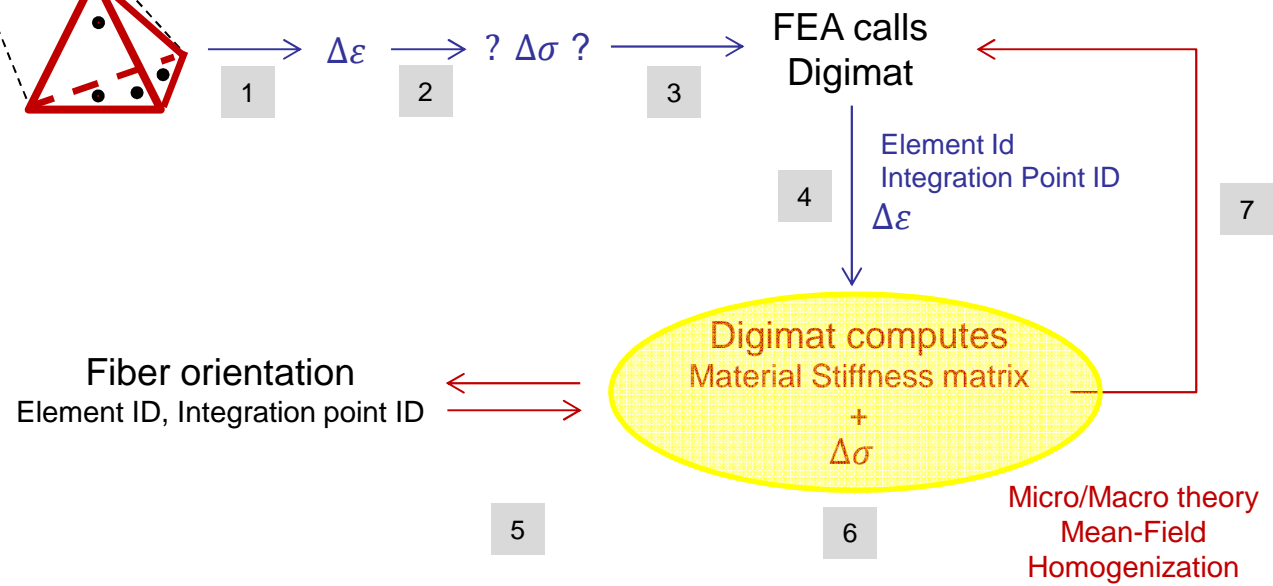 FEA calls
Digimat
Δε
? Δσ ?
1
2
3
Element Id
Integration Point ID
Δε
4
7
Digimat computes
Material Stiffness matrix
+
Δσ
Fiber orientation
Element ID, Integration point ID
5
6
Micro/Macro theory
Mean-Field
Homogenization